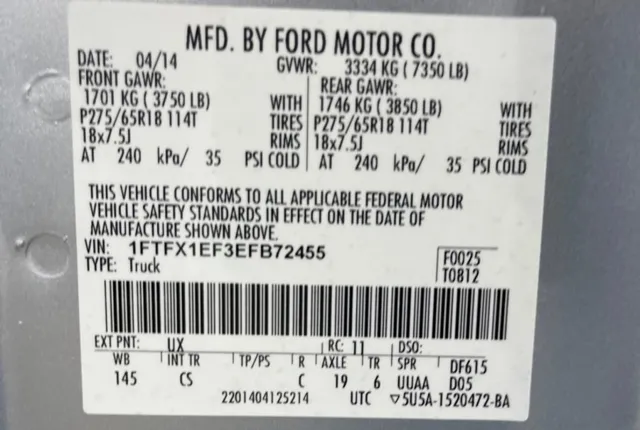 MFD. BY FORD MOTOR CO.
DATE: 04/14 GVWR: 3334 KG (7350 LB)
FRONT GAWR: REAR GAWR:
1701 KG (3750 LB) WITH 1746 KG (3850 LB) WITH
P275/65R18 114T TIRES P275/65R18 114T TIRES
18x7.5J RIMS 18x7.5J RIMS
AT 240 kPa/ 35 PSI COLD AT 240 kPa/ 35 PSI COLD
THIS VEHICLE CONFORMS TO ALL APPLICABLE FEDERAL MOTOR
VEHICLE SAFETY STANDARDS IN EFFECT ON THE DATE OF
MANUFACTURE SHOWN ABOVE.
VIN: 1FTFX1EF3EFB72455 F0025
TYPE: Truck T0812
EXT PNT: UX RC: 11 DSO:
WB INT TR TP/PS R AXLE TR SPR DF615
145 CS C 19 6 UUAA D05
2201404125214 UTC ▽5U5A-1520472-BA